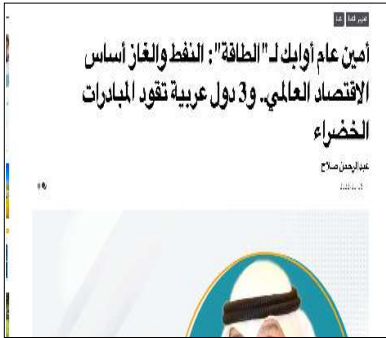 أمين عام أوابك لـ"الطاقة": النفط والغاز أساس
الاقتصاد العالمي.. و3 دول عربية تقود المبادرات
الخضراء
عبدالرحمن صلاح